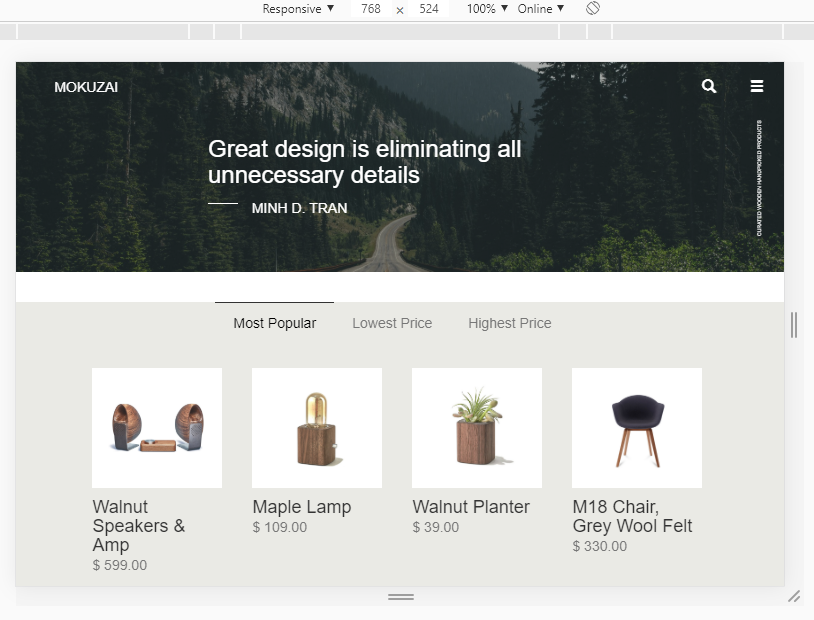 Responsive ▼ 768 × 524 100% ▼ Online ▼
MOKUZAI
Great design is eliminating all
unnecessary details
MINH D. TRAN
CURATED WOODEN HANDPICKED PRODUCTS
Most Popular Lowest Price Highest Price
Walnut
Speakers &
Amp
$ 599.00
Maple Lamp
$ 109.00
Walnut Planter
$ 39.00
M18 Chair,
Grey Wool Felt
$ 330.00